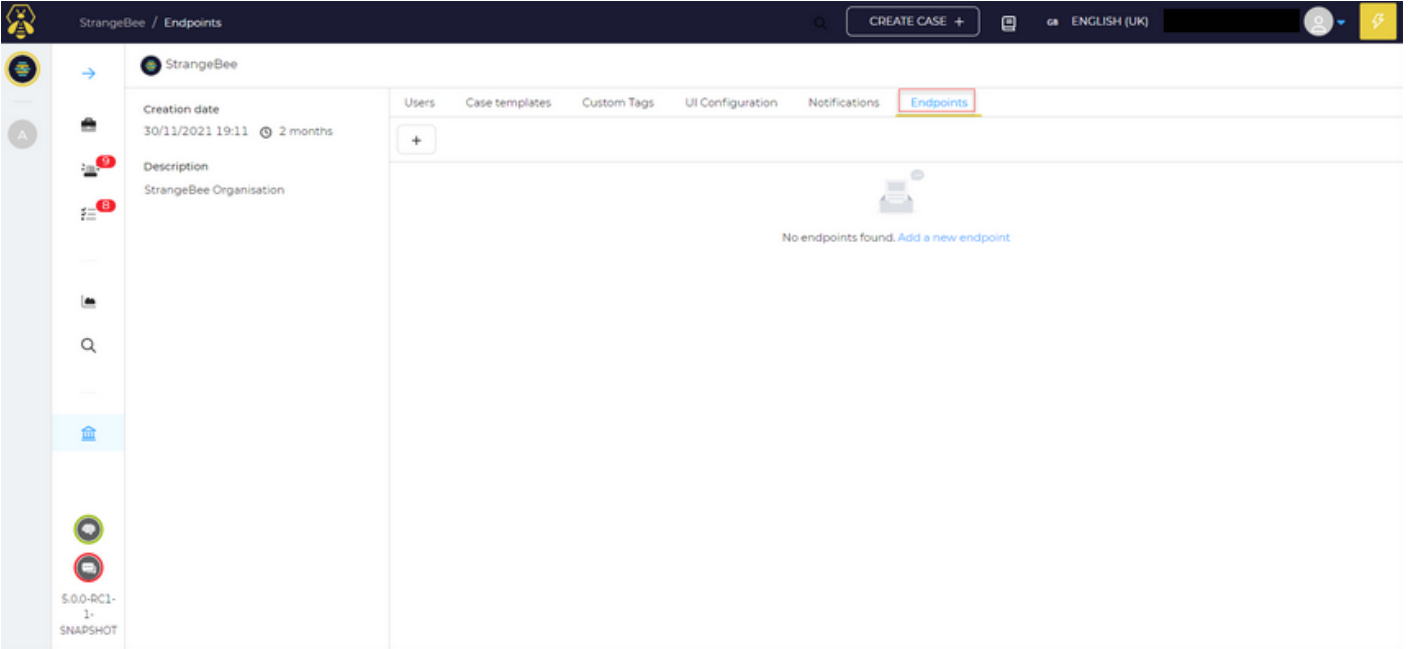 StrangeBee / Endpoints
CREATE CASE +
GB ENGLISH (UK)
StrangeBee
A
Creation date
30/11/2021 19:11 2 months
Description
StrangeBee Organisation
9
8
Users Case templates Custom Tags UI Configuration Notifications Endpoints
+
No endpoints found. Add a new endpoint
5.0.0-RC1-
1-
SNAPSHOT